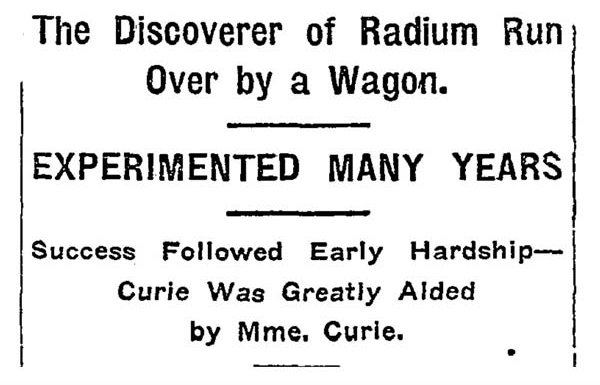 The Discoverer of Radium Run
Over by a Wagon.
EXPERIMENTED MANY YEARS
Success Followed Early Hardship—
Curie Was Greatly Aided
by Mme. Curie.